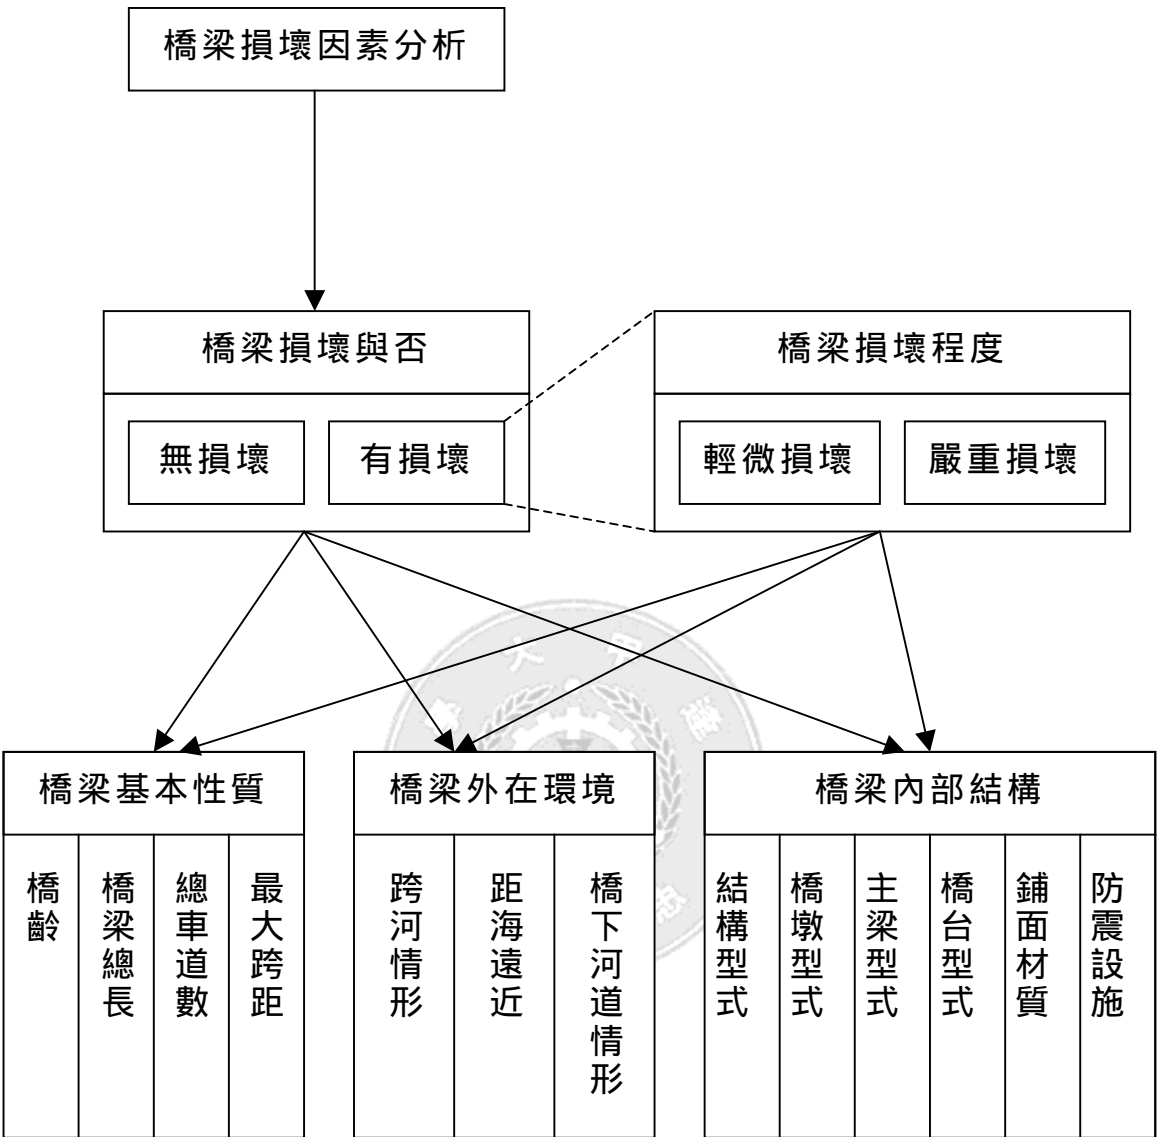 橋梁損壞因素分析
橋梁損壞與否
橋梁損壞程度
無損壞
有損壞
輕微損壞
嚴重損壞
橋梁基本性質
橋梁外在環境
橋梁內部結構
橋齡
橋梁總長
總車道數
最大跨距
跨河情形
距海遠近
橋下河道情形
結構型式
橋墩型式
主梁型式
橋台型式
鋪面材質
防震設施